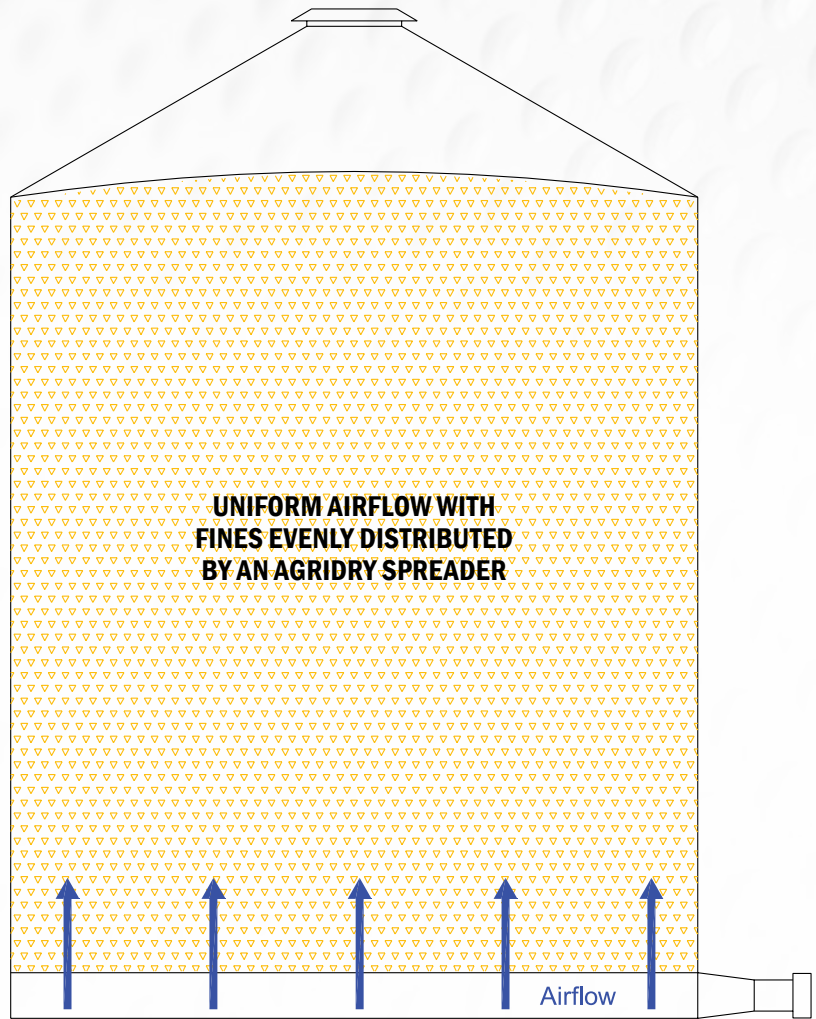 UNIFORM AIRFLOW WITH
FINES EVENLY DISTRIBUTED
BY AN AGRIDRY SPREADER
Airflow